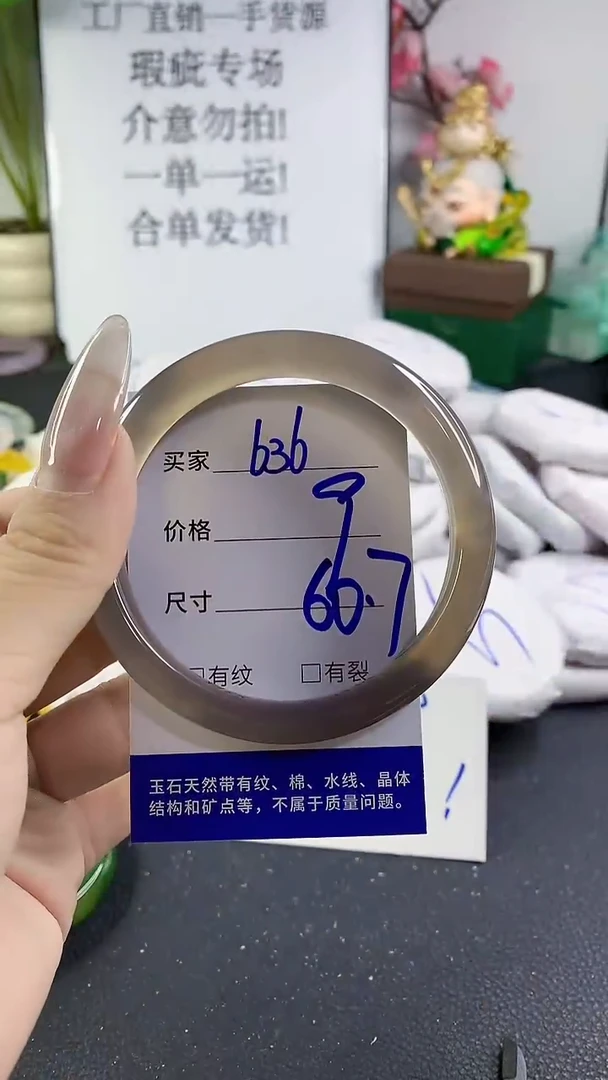 工厂直销一手货源
瑕疵专场
介意勿拍!
一单一运!
合单发货!
买家 636
价格
尺寸 60.7
□有纹 □有裂
玉石天然带有纹、棉、水线、晶体
结构和矿点等，不属于质量问题。
!